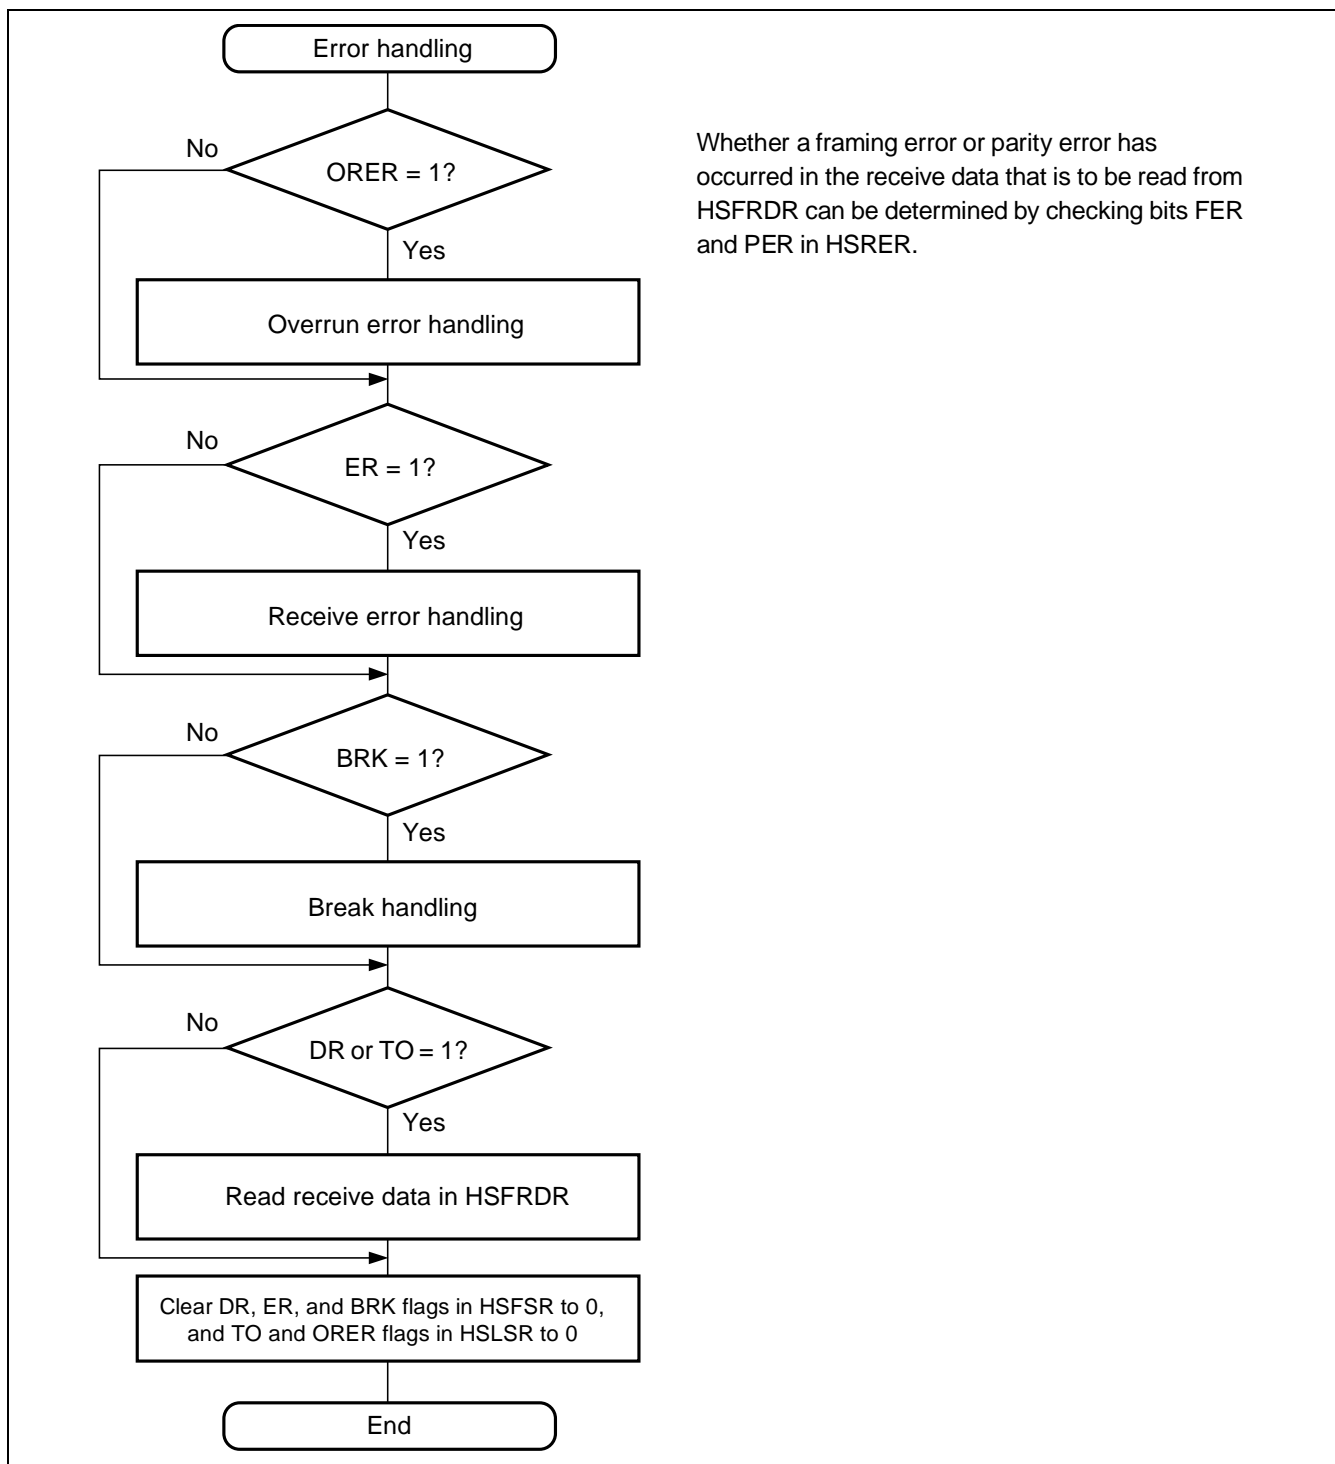 Error handling
No
ORER = 1?
Yes
Whether a framing error or parity error has
occurred in the receive data that is to be read from
HSFRDR can be determined by checking bits FER
and PER in HSRER.
Overrun error handling
No
ER = 1?
Yes
Receive error handling
No
BRK = 1?
Yes
Break handling
No
DR or TO = 1?
Yes
Read receive data in HSFRDR
Clear DR, ER, and BRK flags in HSFSR to 0,
and TO and ORER flags in HSLSR to 0
End